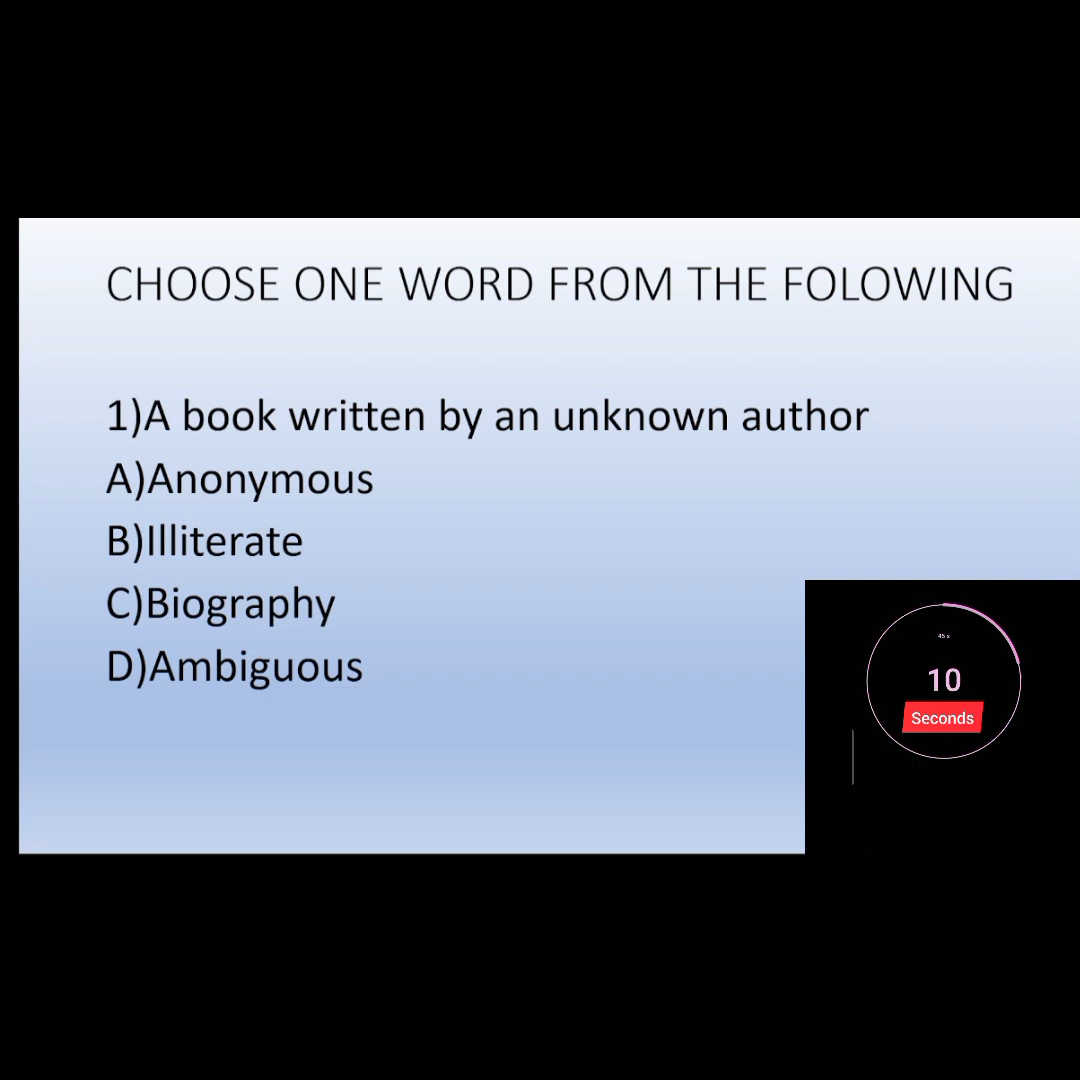 CHOOSE ONE WORD FROM THE FOLOWING
1)A book written by an unknown author
A)Anonymous
B)Illiterate
C)Biography
D)Ambiguous
45 s
10
Seconds